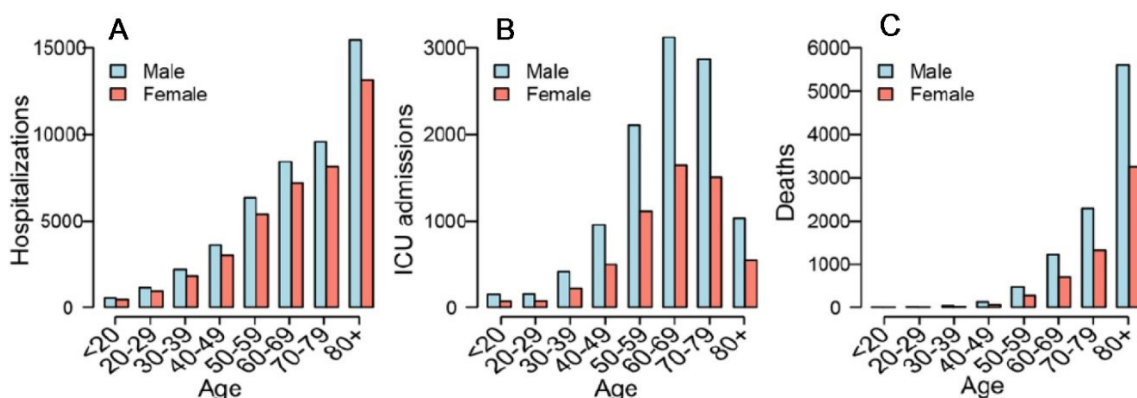 A
Hospitalizations
15000
10000
5000
0
Male
Female
<20
20-29
30-39
40-49
50-59
60-69
70-79
80+
Age
B
ICU admissions
3000
2000
1000
0
Male
Female
<20
20-29
30-39
40-49
50-59
60-69
70-79
80+
Age
C
Deaths
6000
5000
4000
3000
2000
1000
0
Male
Female
<20
20-29
30-39
40-49
50-59
60-69
70-79
80+
Age